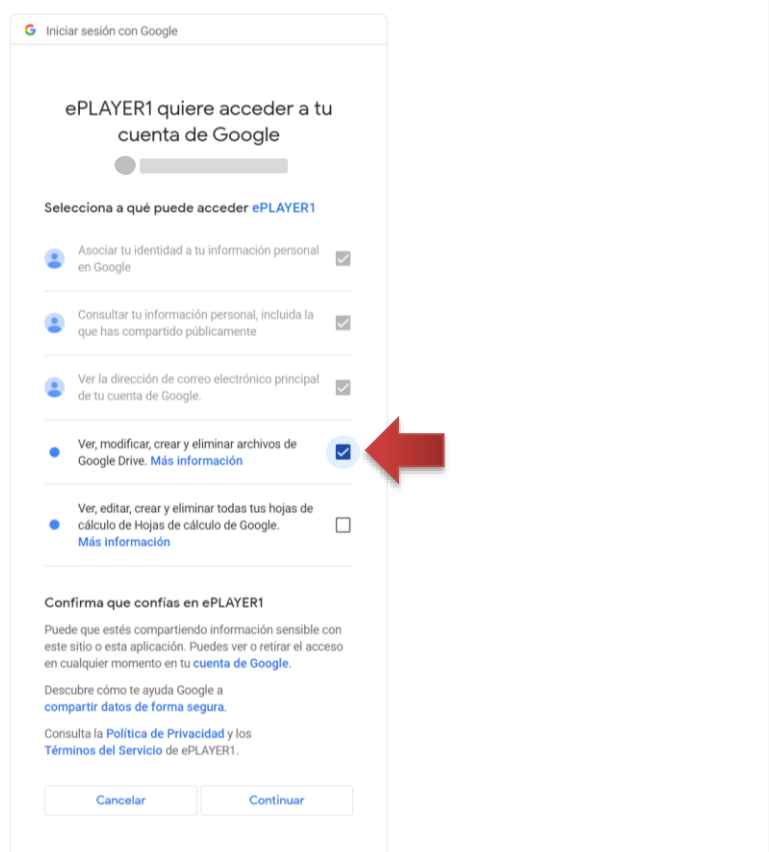 Iniciar sesión con Google
ePLAYER1 quiere acceder a tu
cuenta de Google
Selecciona a qué puede acceder ePLAYER1
Asociar tu identidad a tu información personal
en Google
Consultar tu información personal, incluida la
que has compartido públicamente
Ver la dirección de correo electrónico principal
de tu cuenta de Google.
Ver, modificar, crear y eliminar archivos de
Google Drive. Más información
Ver, editar, crear y eliminar todas tus hojas de
cálculo de Hojas de cálculo de Google.
Más información
Confirma que confías en ePLAYER1
Puede que estés compartiendo información sensible con
este sitio o esta aplicación. Puedes ver o retirar el acceso
en cualquier momento en tu cuenta de Google.
Descubre cómo te ayuda Google a
compartir datos de forma segura.
Consulta la Política de Privacidad y los
Términos del Servicio de ePLAYER1.
Cancelar
Continuar